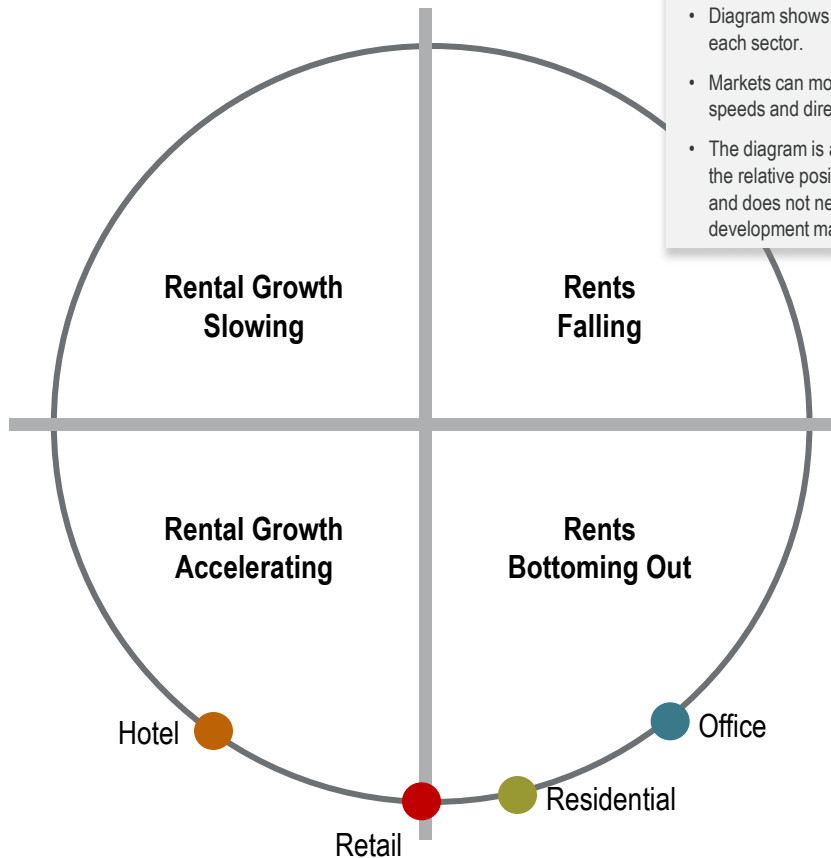 • Diagram shows
each sector.
• Markets can mo
speeds and dire
• The diagram is a
the relative posi
and does not ne
development ma
Rental Growth
Slowing
Rents
Falling
Rental Growth
Accelerating
Rents
Bottoming Out
Hotel
Office
Residential
Retail